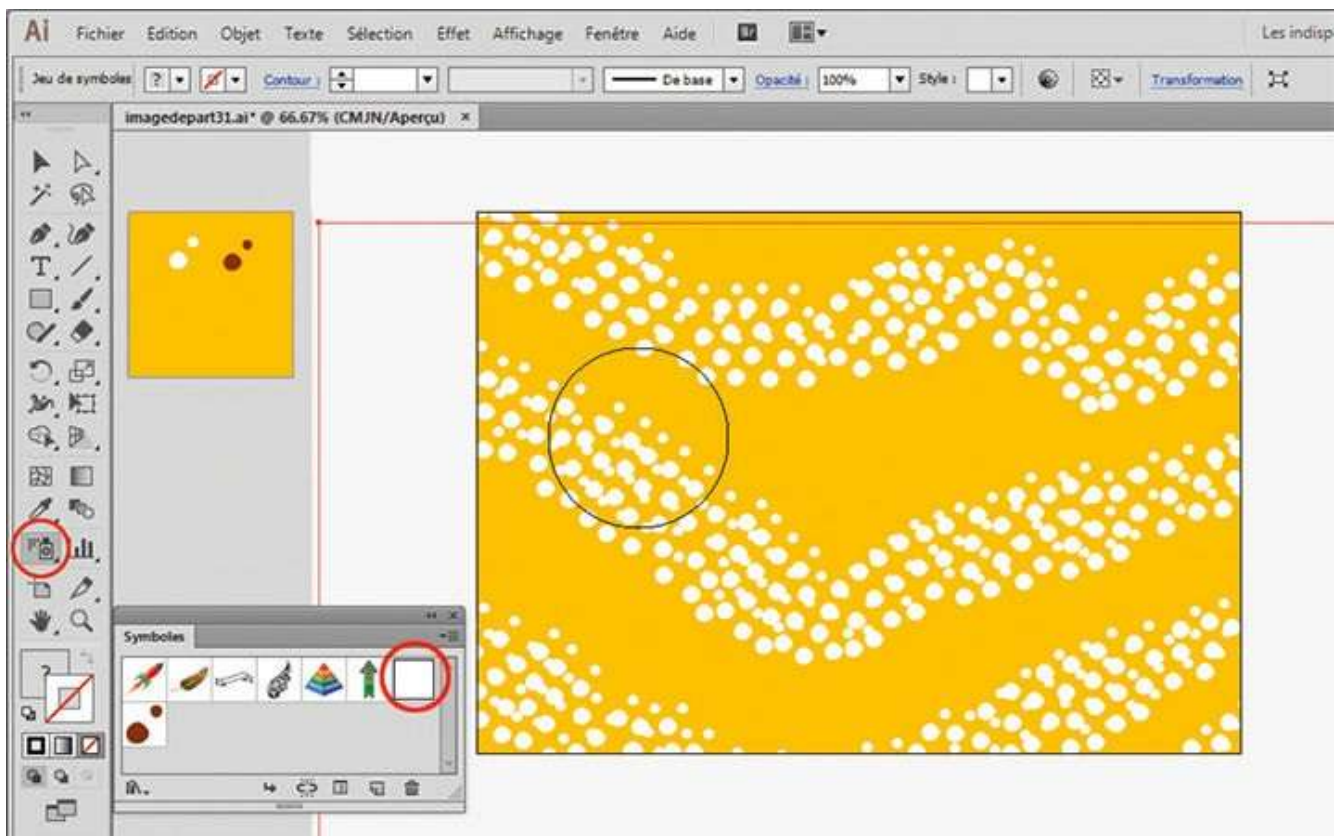 Ai Fichier Edition Objet Texte Sélection Effet Affichage Fenêtre Aide Br Les indisp
Jeu de symboles ? Contour : De base Opacité : 100% Style : Transformation
imagedepart31.ai* @ 66.67% (CMJN/Aperçu) ×
T
?
Symboles